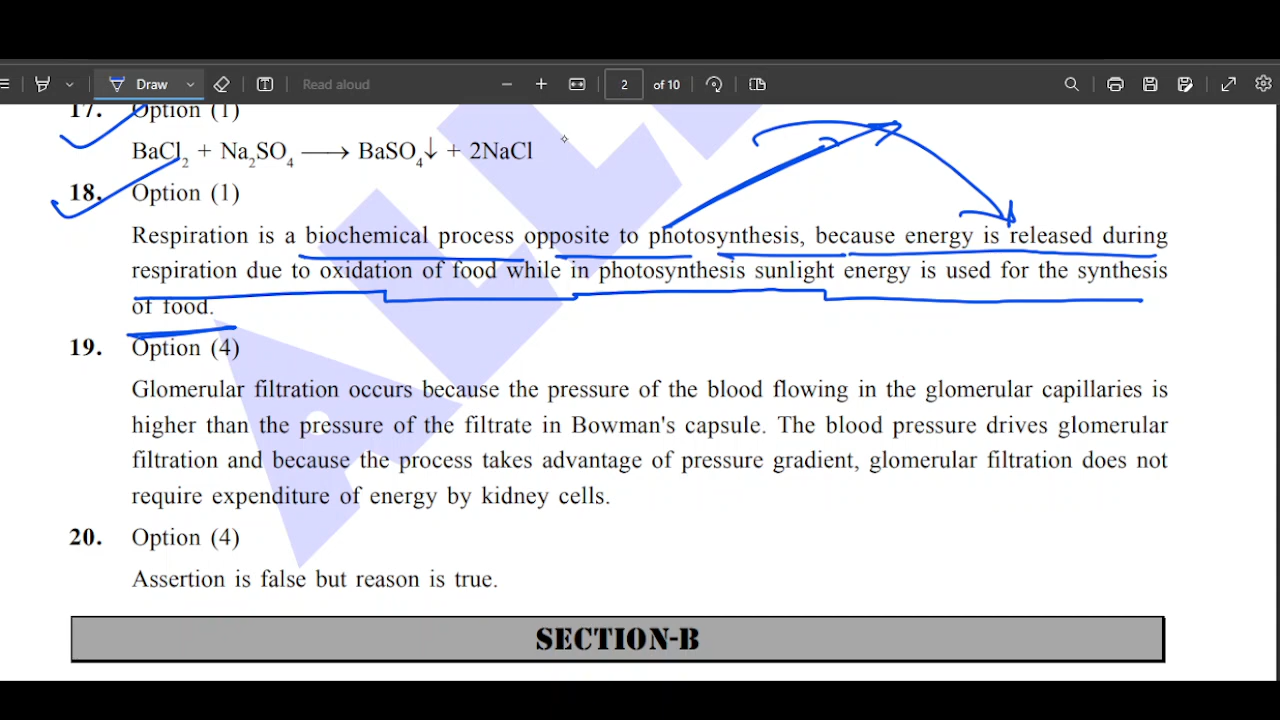 Draw
Read aloud
2 of 10
17. Option (1)
BaCl₂ + Na₂SO₄ ⟶ BaSO₄↓ + 2NaCl
18. Option (1)
Respiration is a biochemical process opposite to photosynthesis, because energy is released during
respiration due to oxidation of food while in photosynthesis sunlight energy is used for the synthesis
of food.
19. Option (4)
Glomerular filtration occurs because the pressure of the blood flowing in the glomerular capillaries is
higher than the pressure of the filtrate in Bowman's capsule. The blood pressure drives glomerular
filtration and because the process takes advantage of pressure gradient, glomerular filtration does not
require expenditure of energy by kidney cells.
20. Option (4)
Assertion is false but reason is true.
SECTION-B